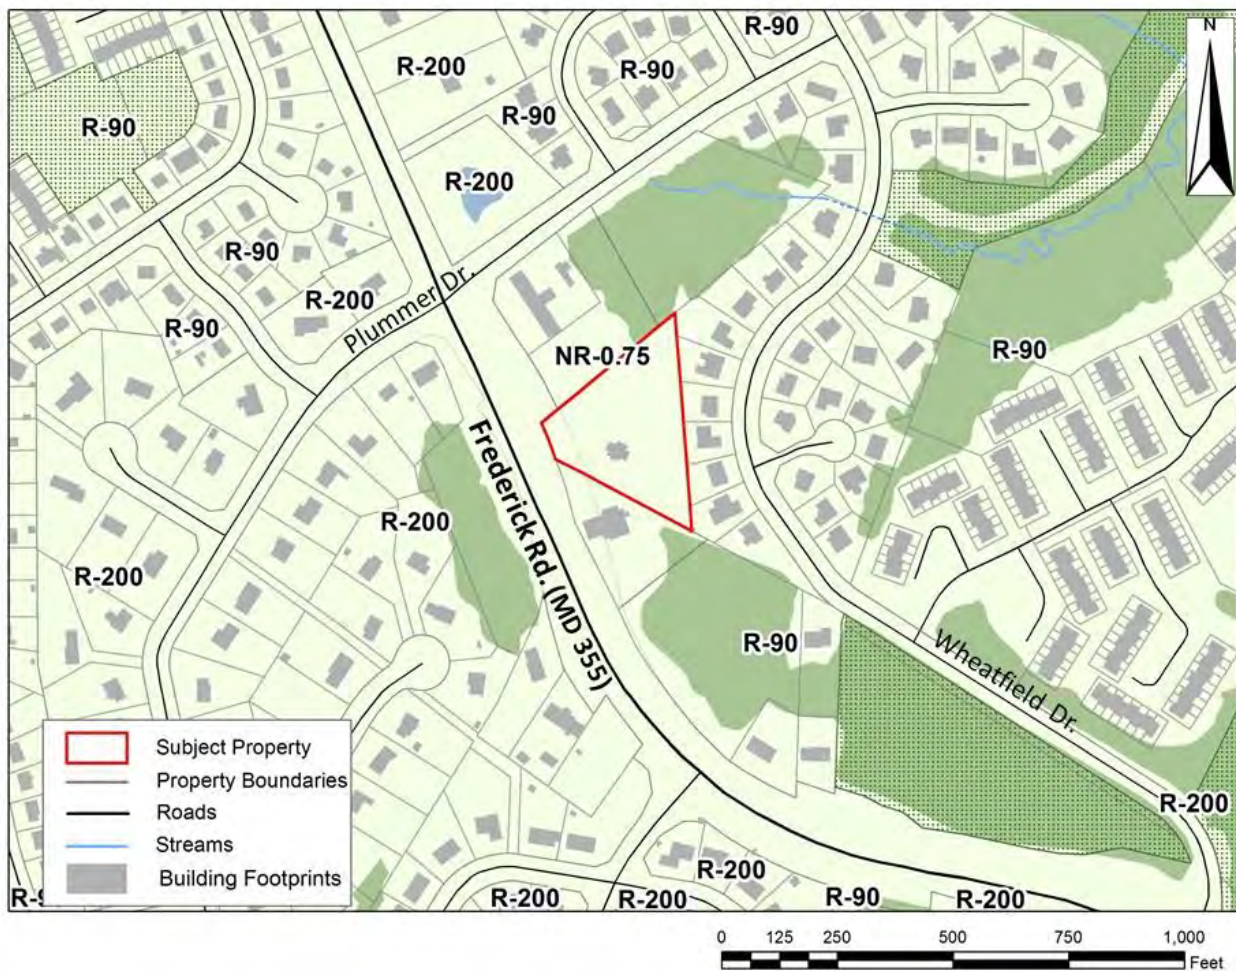 R-90
N
R-200
R-90
R-90
R-90
R-200
R-90
R-200
Plummer Dr.
R-90
NR-0.75
R-90
Frederick Rd. (MD 355)
R-200
R-200
R-90
Wheatfield Dr.
R-200
R-200
R-200
R-200
R-90
R-200
Subject Property
Property Boundaries
Roads
Streams
Building Footprints
0 125 250 500 750 1,000
Feet